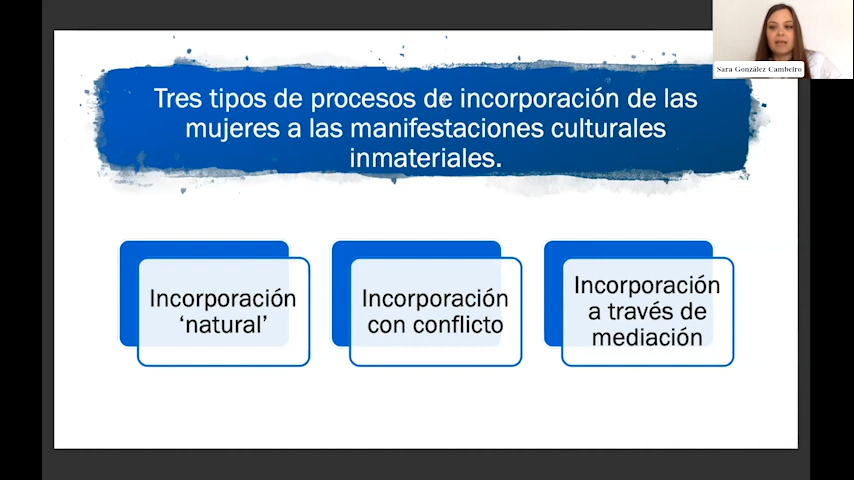 Sara González Cambeiro
Tres tipos de procesos de incorporación de las
mujeres a las manifestaciones culturales
inmateriales.
Incorporación
‘natural’
Incorporación
con conflicto
Incorporación
a través de
mediación